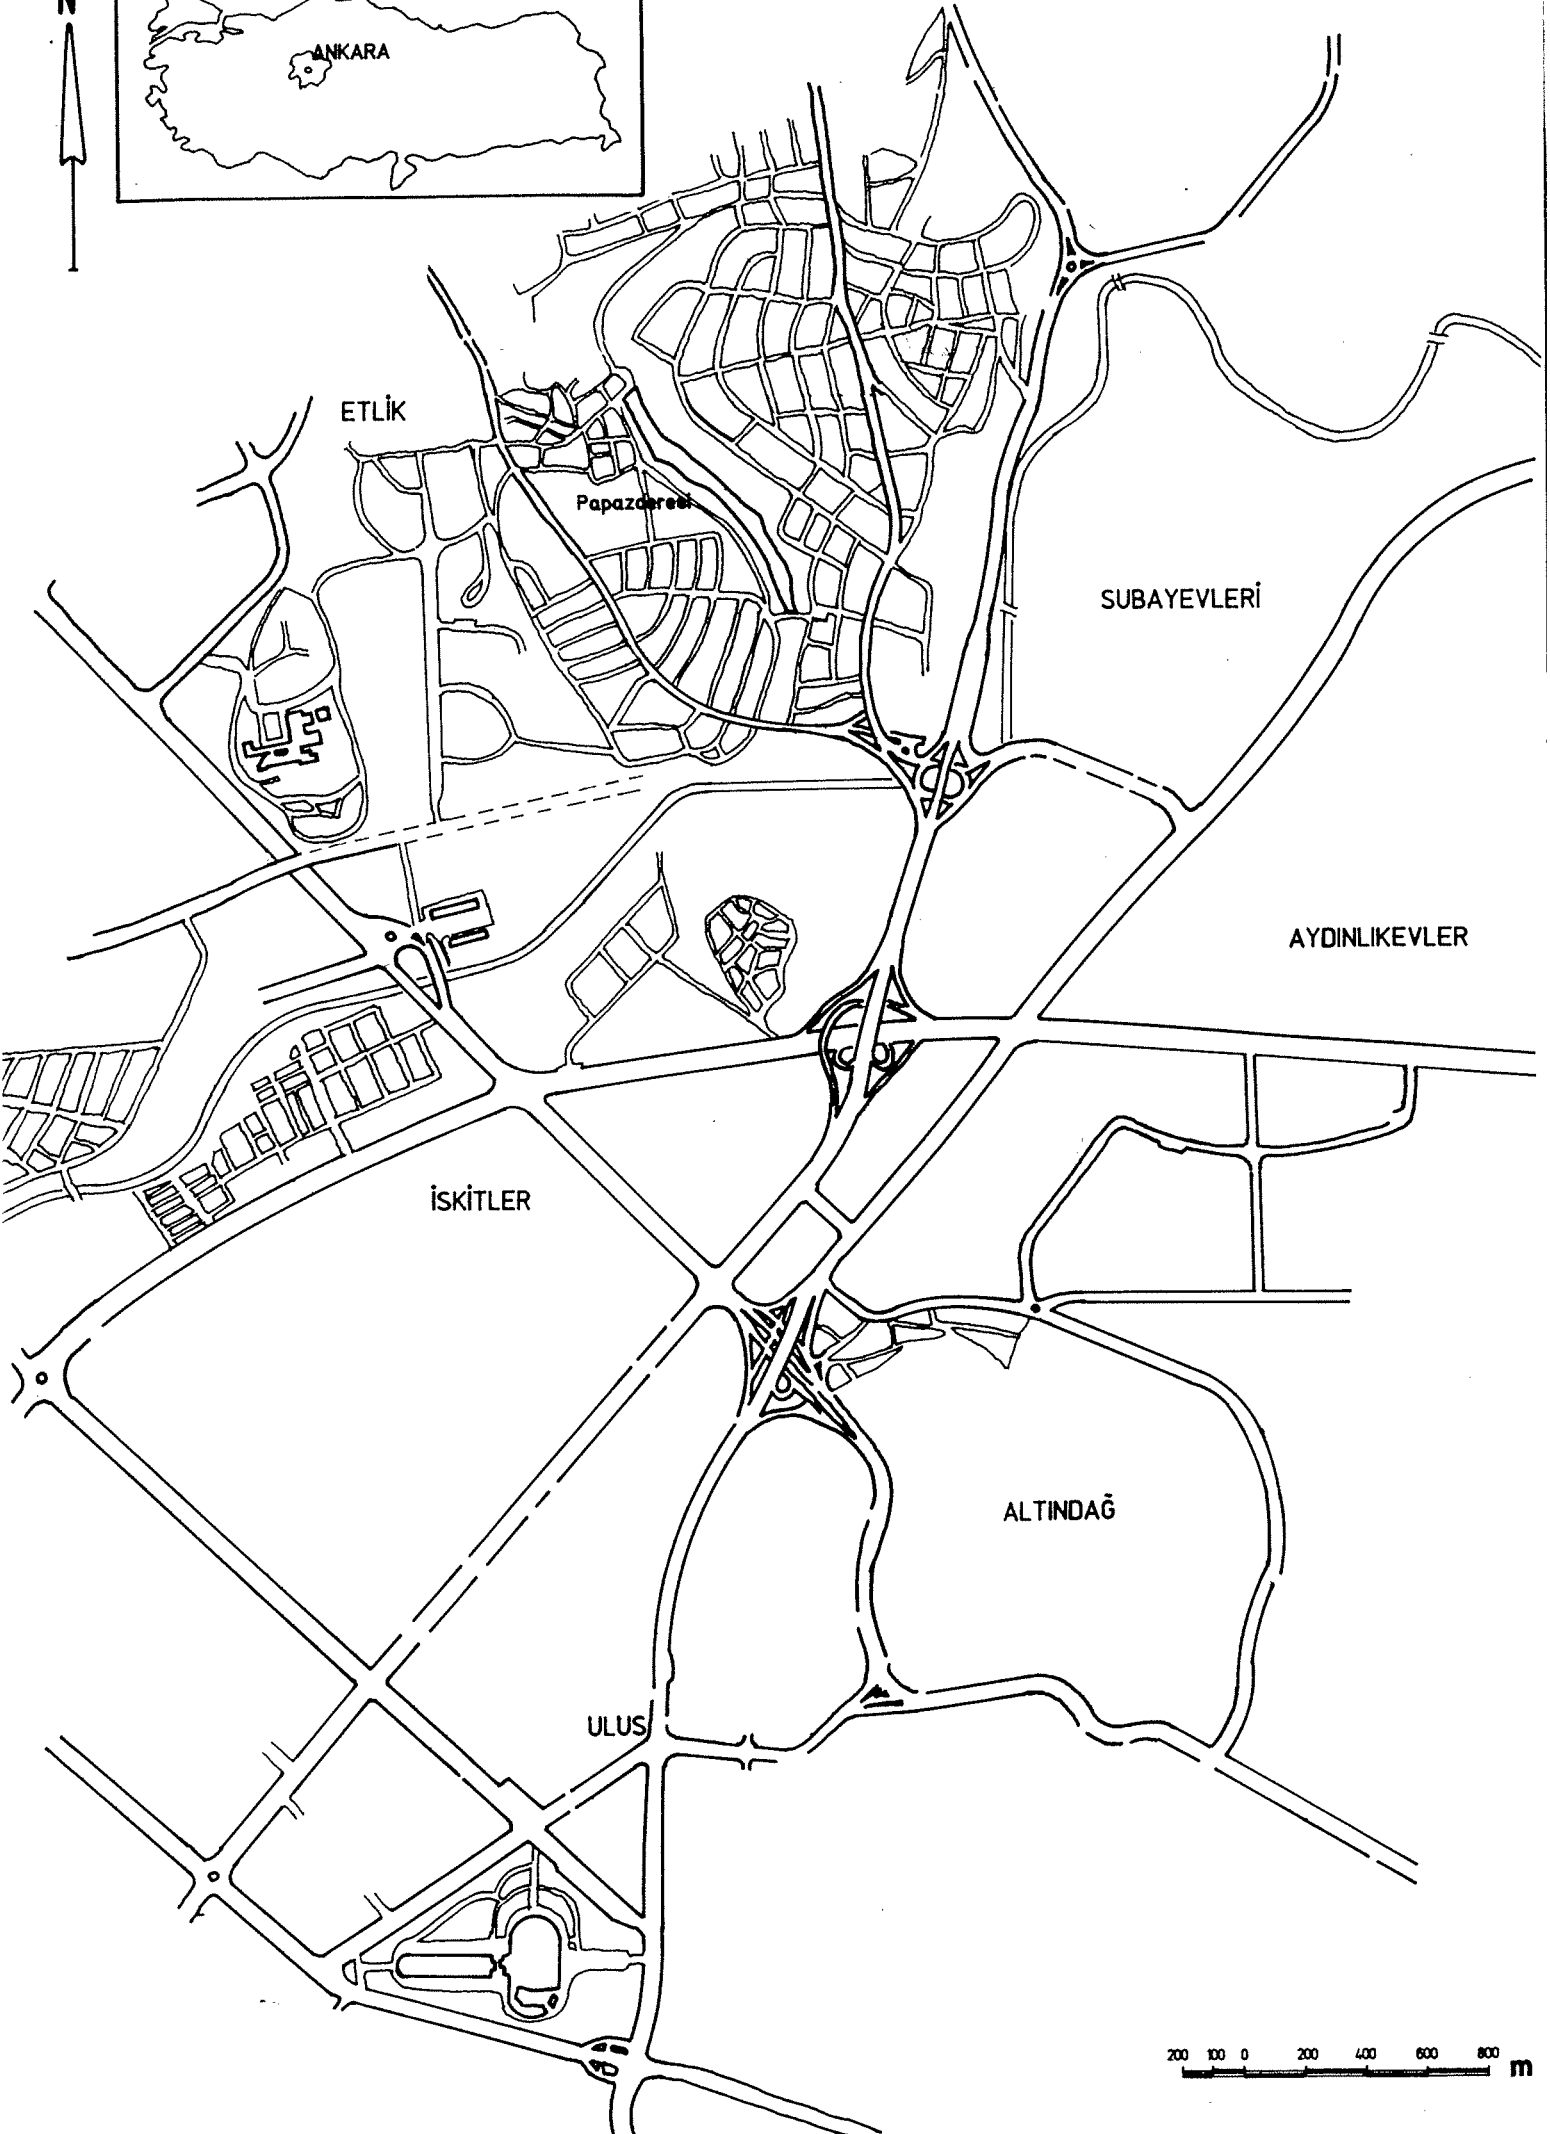 N
ANKARA
ETLİK
Papazderesi
SUBAYEVLERİ
AYDINLIKEVLER
İSKİTLER
ALTINDAĞ
ULUS
200 100 0 200 400 600 800 m